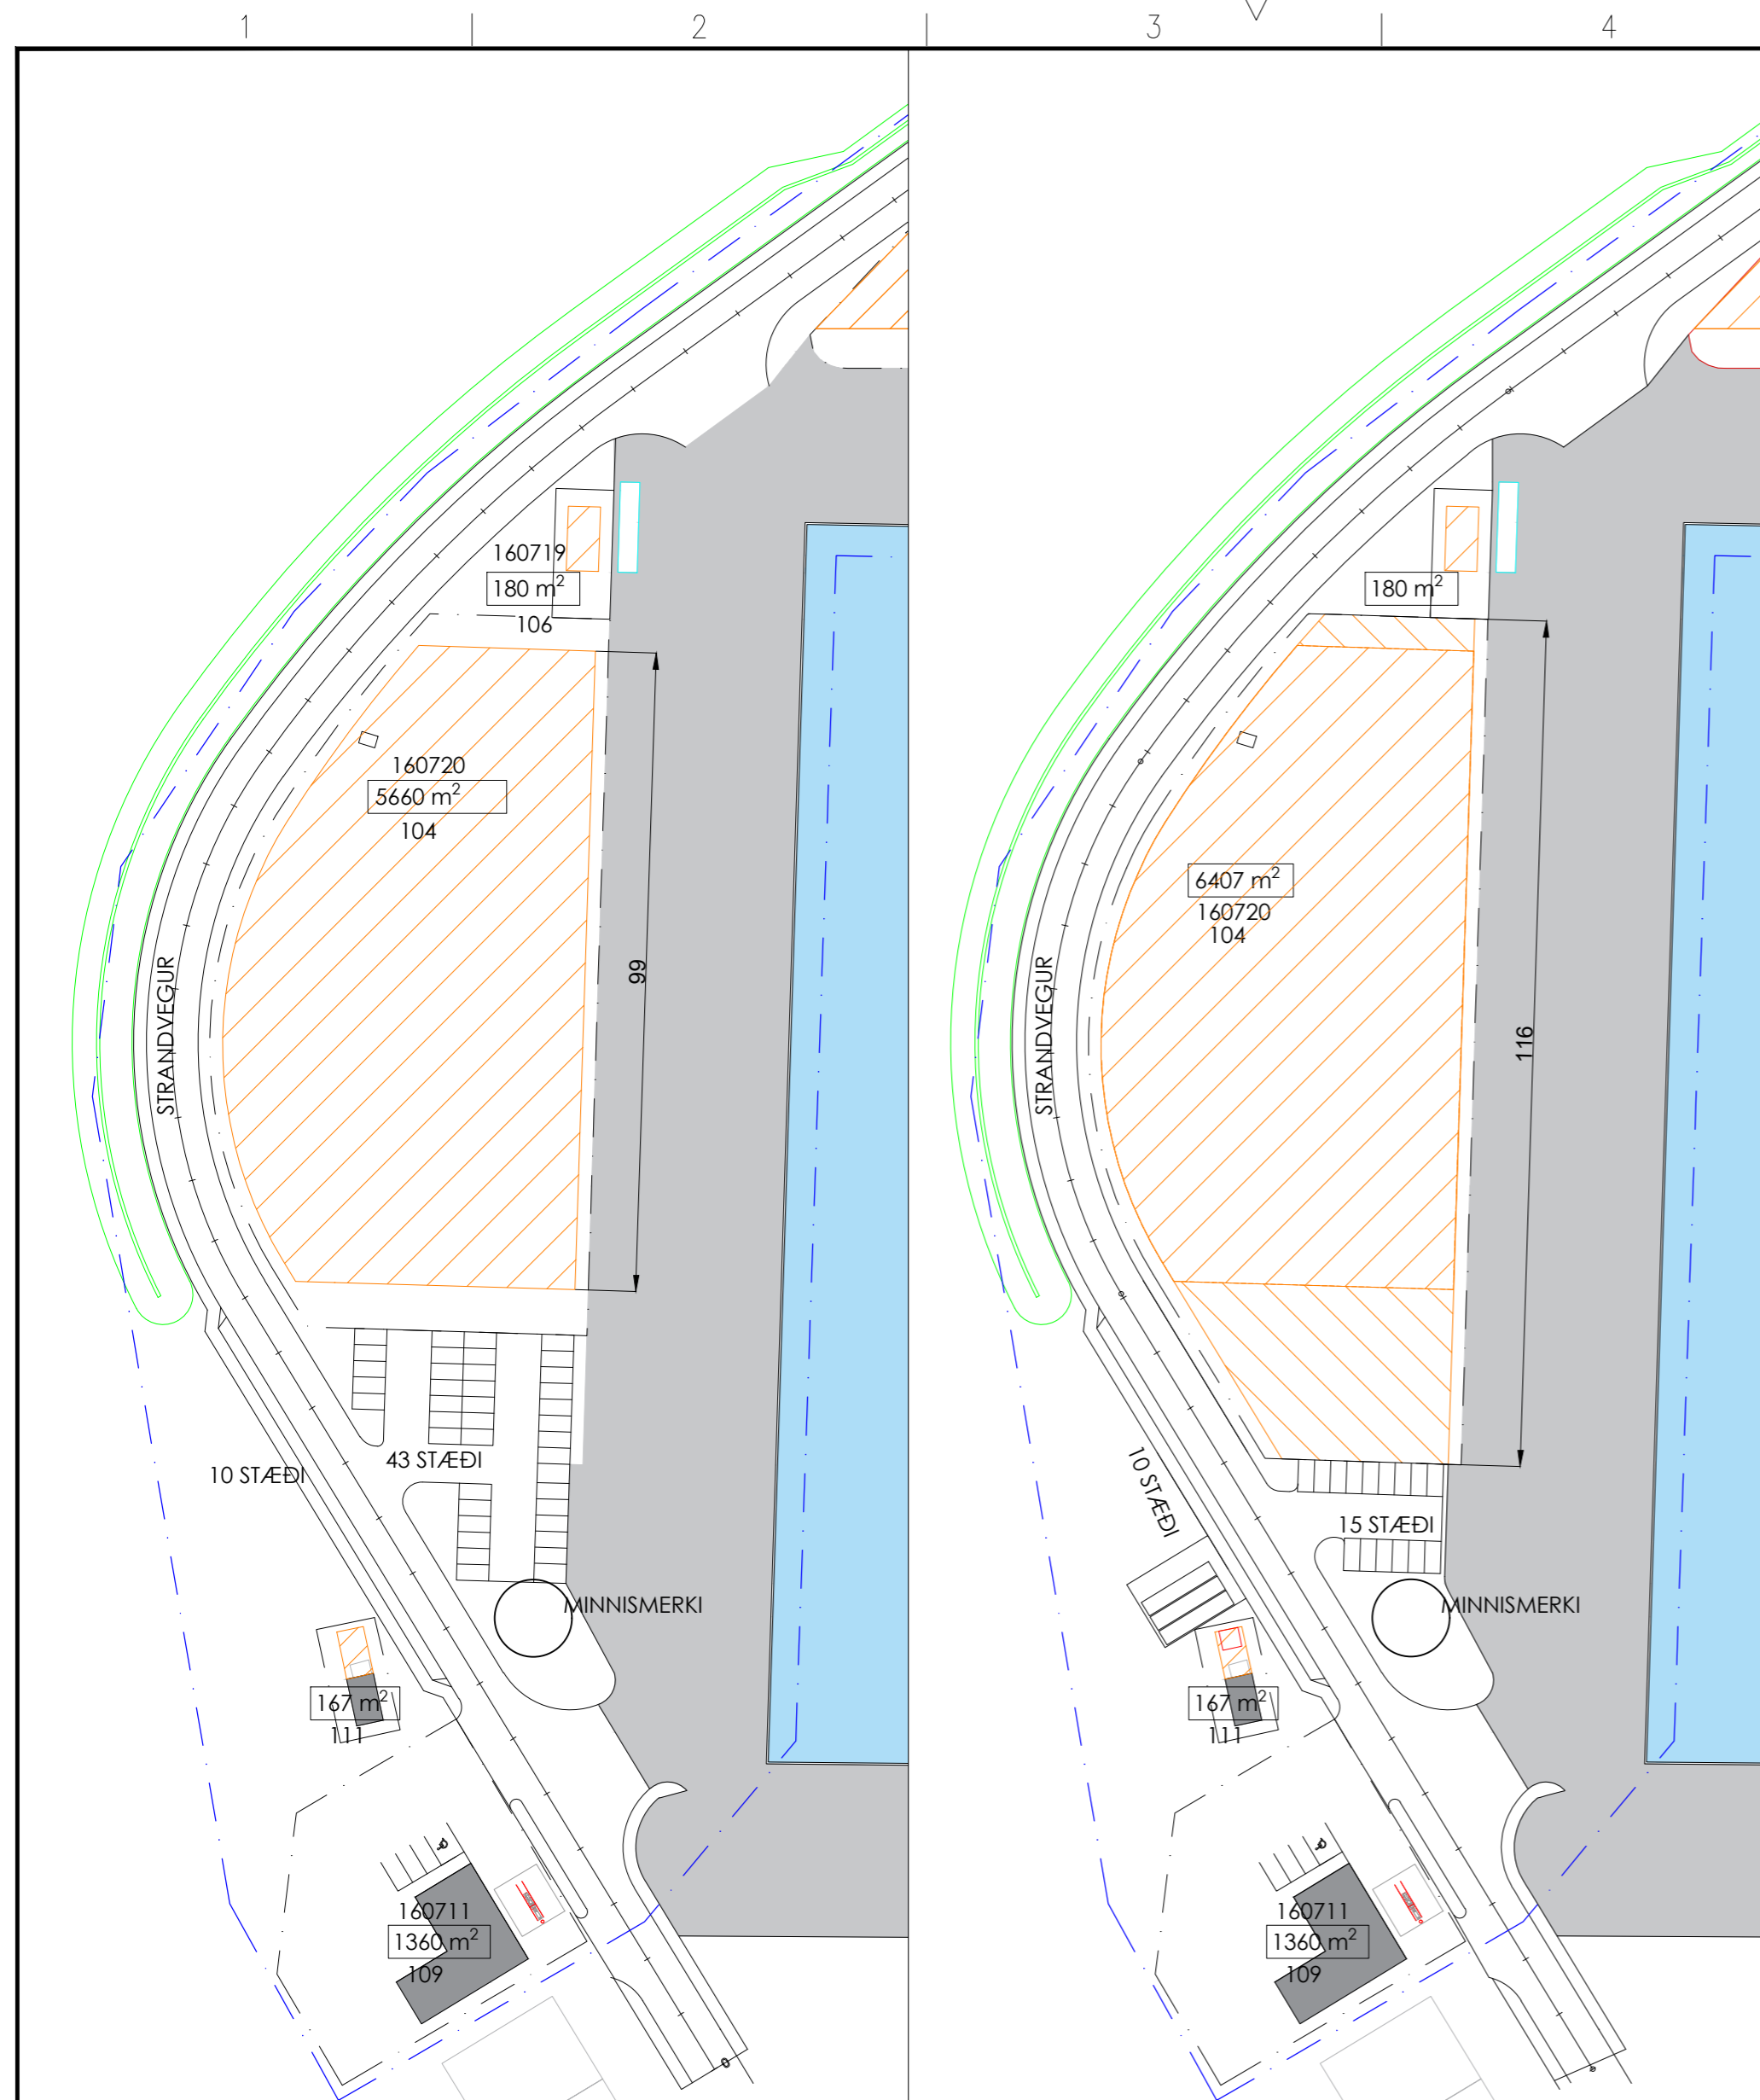 1
2
3
4
160719
180 m²
106
160720
5660 m²
104
99
STRANDVEGUR
10 STÆÐI
43 STÆÐI
MINNISMERKI
167 m²
111
160711
1360 m²
109
180 m²
6407 m²
160720
104
116
STRANDVEGUR
10 STÆÐI
15 STÆÐI
MINNISMERKI
167 m²
111
160711
1360 m²
109